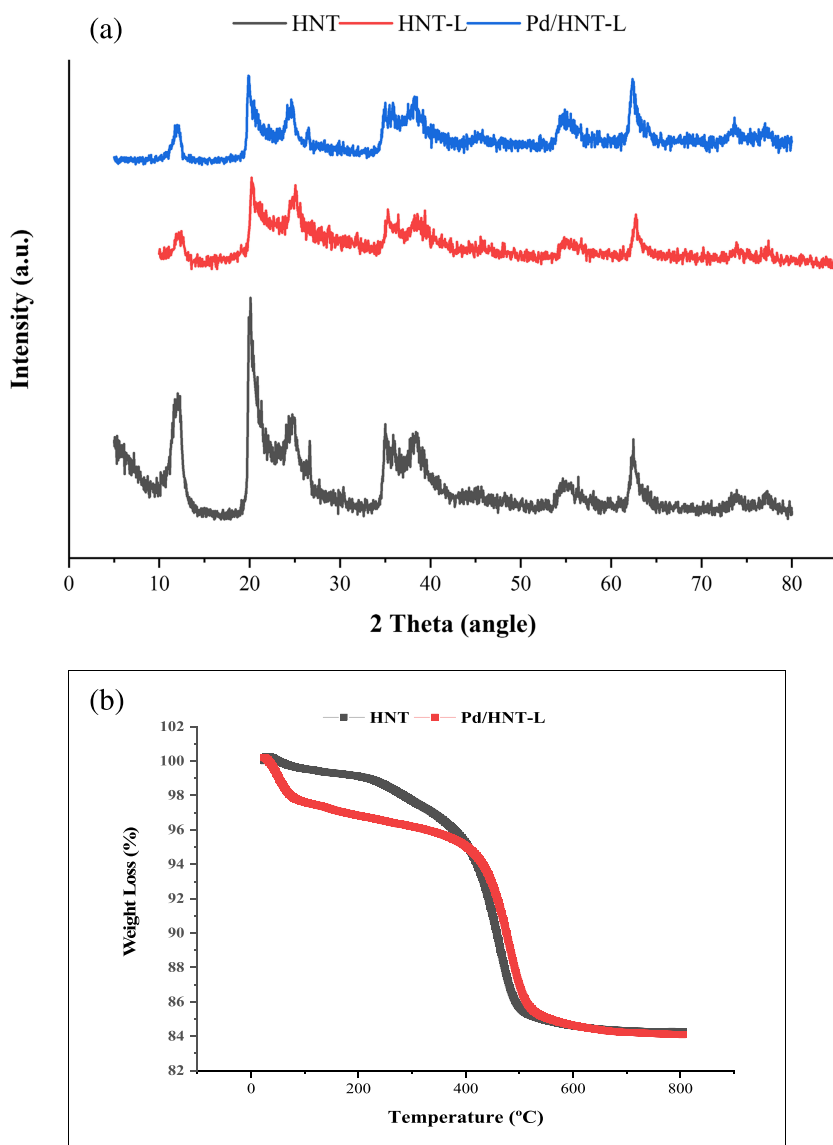 (a)
HNT HNT-L Pd/HNT-L
Intensity (a.u.)
0 10 20 30 40 50 60 70 80
2 Theta (angle)
(b)
HNT Pd/HNT-L
102
100
98
96
94
92
90
88
86
84
82
Weight Loss (%)
0 200 400 600 800
Temperature (ºC)